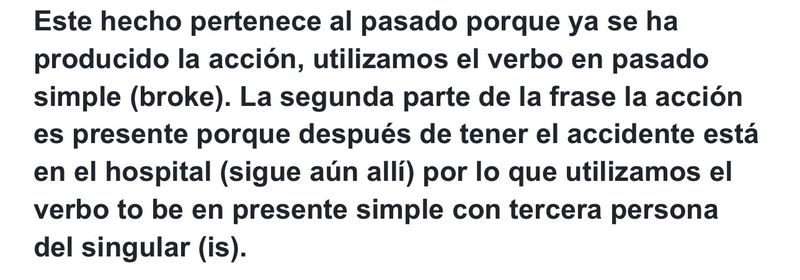 Este hecho pertenece al pasado porque ya se ha
producido la acción, utilizamos el verbo en pasado
simple (broke). La segunda parte de la frase la acción
es presente porque después de tener el accidente está
en el hospital (sigue aún allí) por lo que utilizamos el
verbo to be en presente simple con tercera persona
del singular (is).